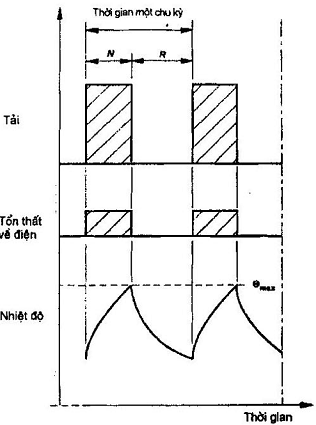 Thời gian một chu kỳ
N R
Tải
Tổn thất
về điện
θmax
Nhiệt độ
Thời gian